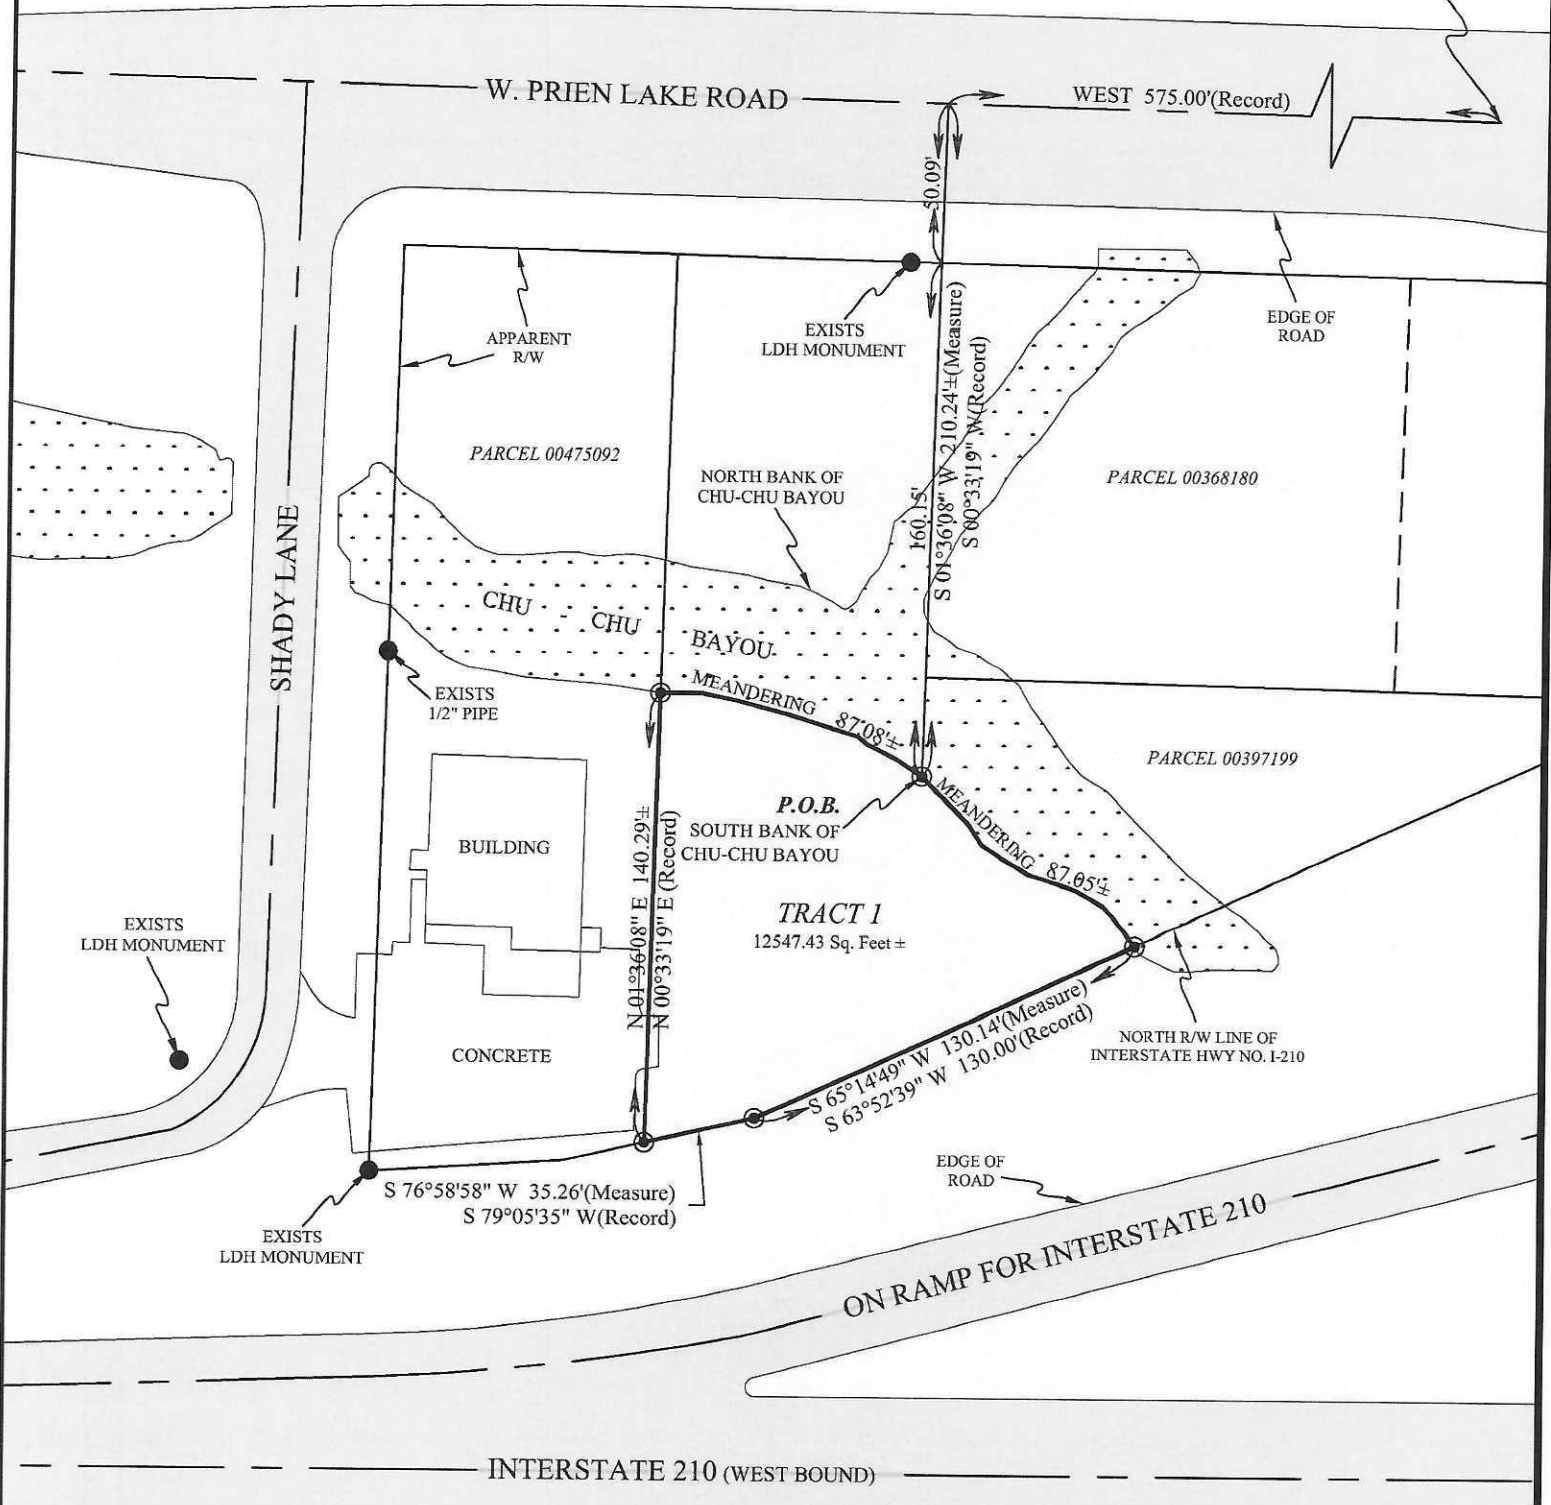 W. PRIEN LAKE ROAD
WEST 575.00'(Record)
50.09'
EXISTS
LDH MONUMENT
EDGE OF
ROAD
APPARENT
R/W
PARCEL 00475092
NORTH BANK OF
CHU-CHU BAYOU
160.15'
S 01°36'08" W 210.24'±(Measure)
S 00°33'19" W(Record)
PARCEL 00368180
SHADY LANE
CHU - CHU BAYOU
EXISTS
1/2" PIPE
MEANDERING 87.08'±
PARCEL 00397199
P.O.B.
SOUTH BANK OF
CHU-CHU BAYOU
MEANDERING 87.05'±
BUILDING
N 01°36'08" E 140.29'±
N 00°33'19" E (Record)
TRACT 1
12547.43 Sq. Feet ±
EXISTS
LDH MONUMENT
CONCRETE
S 65°14'49" W 130.14'(Measure)
S 63°52'39" W 130.00'(Record)
NORTH R/W LINE OF
INTERSTATE HWY NO. I-210
EDGE OF
ROAD
S 76°58'58" W 35.26'(Measure)
S 79°05'35" W(Record)
EXISTS
LDH MONUMENT
ON RAMP FOR INTERSTATE 210
INTERSTATE 210 (WEST BOUND)